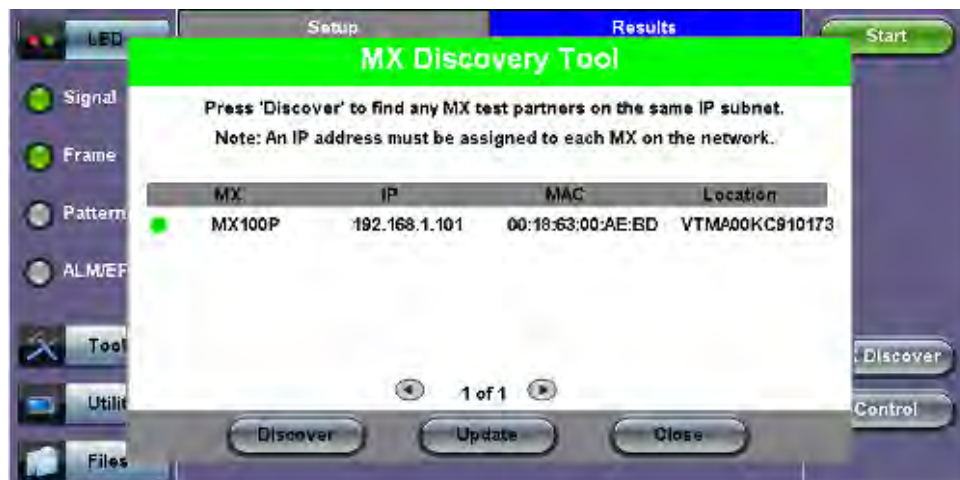 LED
Setup
Results
Start
MX Discovery Tool
Signal
Press 'Discover' to find any MX test partners on the same IP subnet.
Note: An IP address must be assigned to each MX on the network.
Frame
MX IP MAC Location
Pattern
MX100P 192.168.1.101 00:18:63:00:AE:BD VTMA00KC910173
ALM/ER
Tool
Discover
1 of 1
Utilit
Control
Discover Update Close
Files